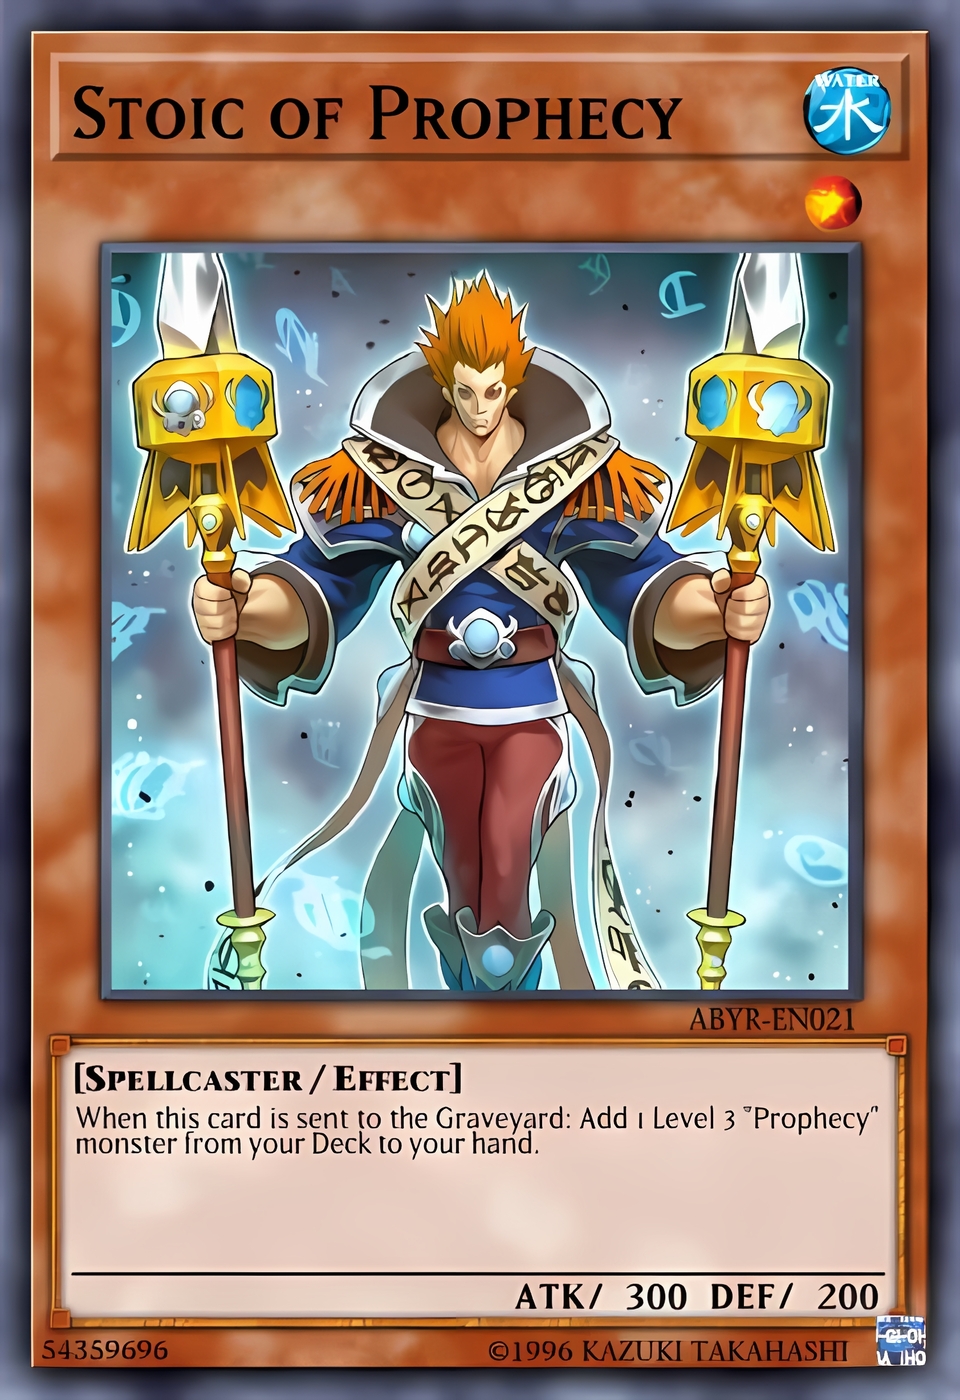 Stoic of Prophecy
WATER
水
ABYR-EN021
[Spellcaster / Effect]
When this card is sent to the Graveyard: Add 1 Level 3 "Prophecy"
monster from your Deck to your hand.
ATK/ 300 DEF/ 200
54359696
©1996 KAZUKI TAKAHASHI